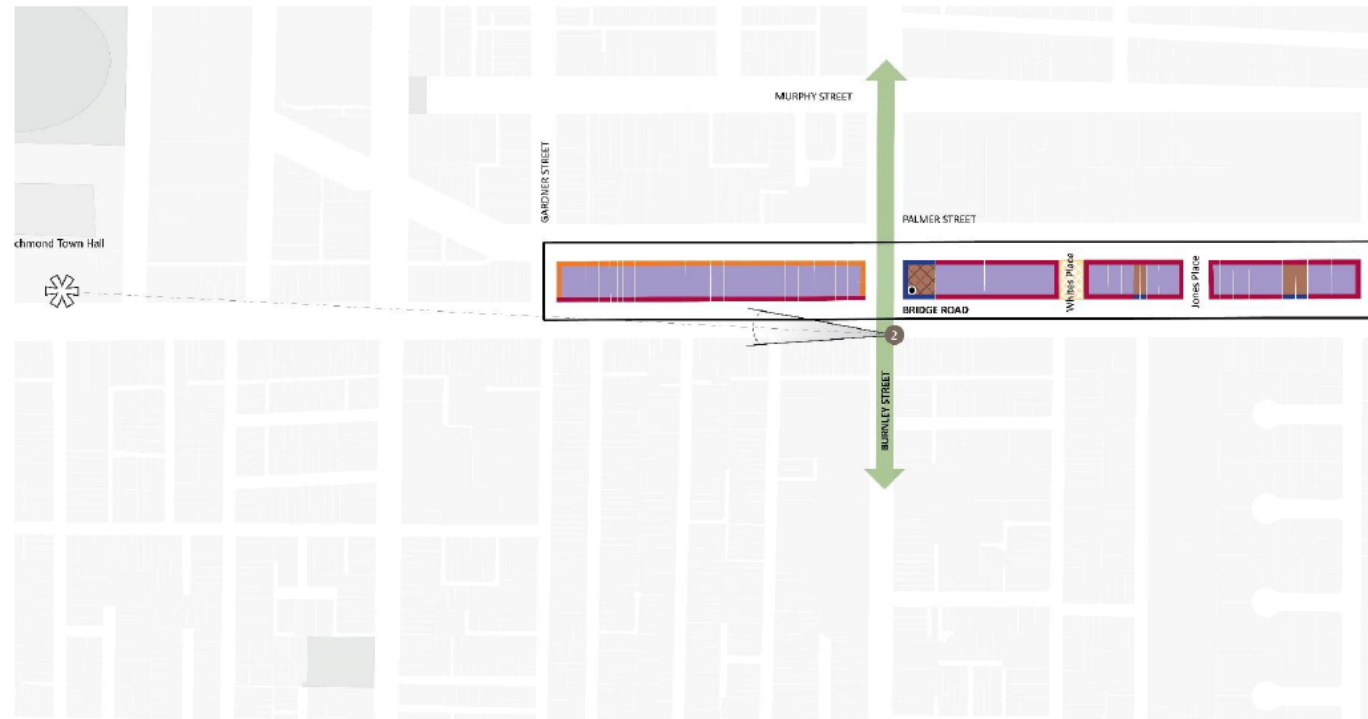 MURPHY STREET
GARDNER STREET
PALMER STREET
chmond Town Hall
Whites Place
Jones Place
BRIDGE ROAD
2
BURNLEY STREET